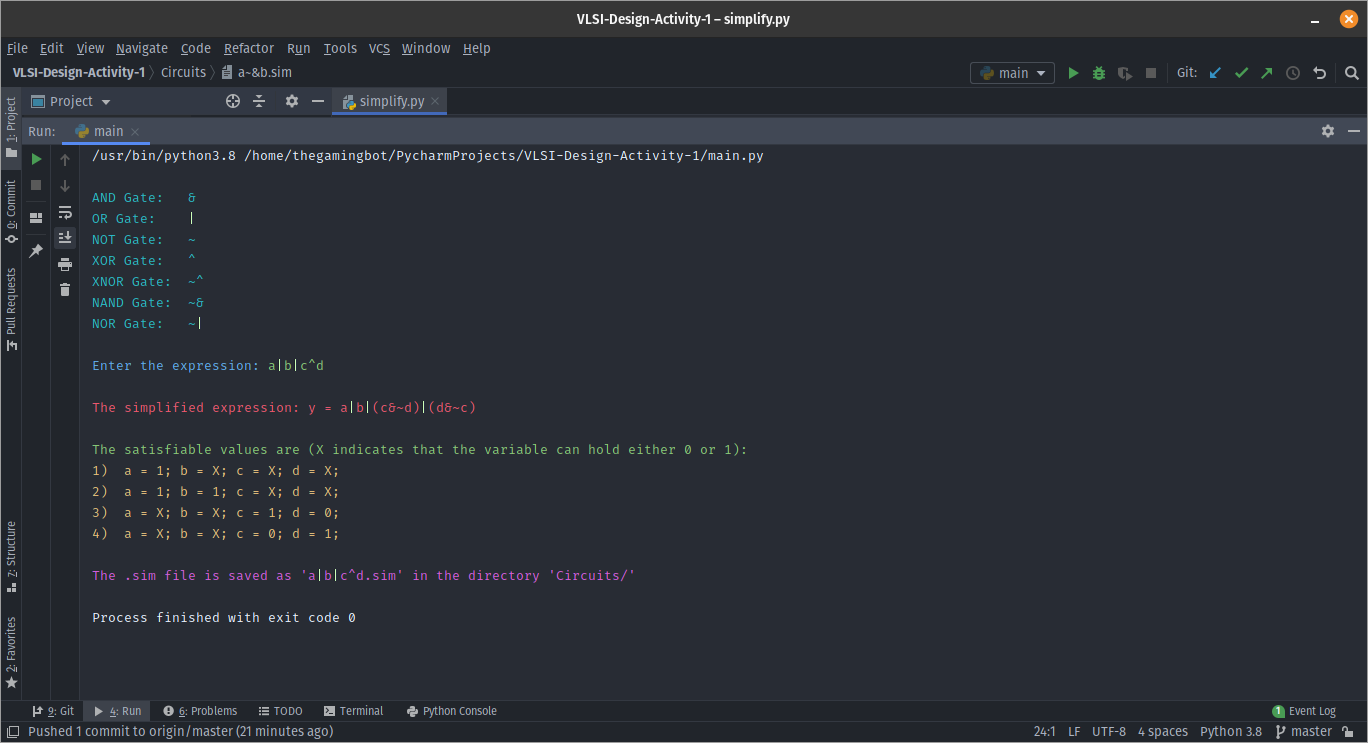 VLSI-Design-Activity-1 – simplify.py
File Edit View Navigate Code Refactor Run Tools VCS Window Help
VLSI-Design-Activity-1 Circuits a~&b.sim main Git:
Project simplify.py
Run: main
1: Project
0: Commit
Pull Requests
7: Structure
2: Favorites
/usr/bin/python3.8 /home/thegamingbot/PycharmProjects/VLSI-Design-Activity-1/main.py
AND Gate: &
OR Gate: |
NOT Gate: ~
XOR Gate: ^
XNOR Gate: ~^
NAND Gate: ~&
NOR Gate: ~|
Enter the expression: a|b|c^d
The simplified expression: y = a|b|(c&~d)|(d&~c)
The satisfiable values are (X indicates that the variable can hold either 0 or 1):
1) a = 1; b = X; c = X; d = X;
2) a = 1; b = 1; c = X; d = X;
3) a = X; b = X; c = 1; d = 0;
4) a = X; b = X; c = 0; d = 1;
The .sim file is saved as 'a|b|c^d.sim' in the directory 'Circuits/'
Process finished with exit code 0
9: Git 4: Run 6: Problems TODO Terminal Python Console 1 Event Log
Pushed 1 commit to origin/master (21 minutes ago) 24:1 LF UTF-8 4 spaces Python 3.8 master